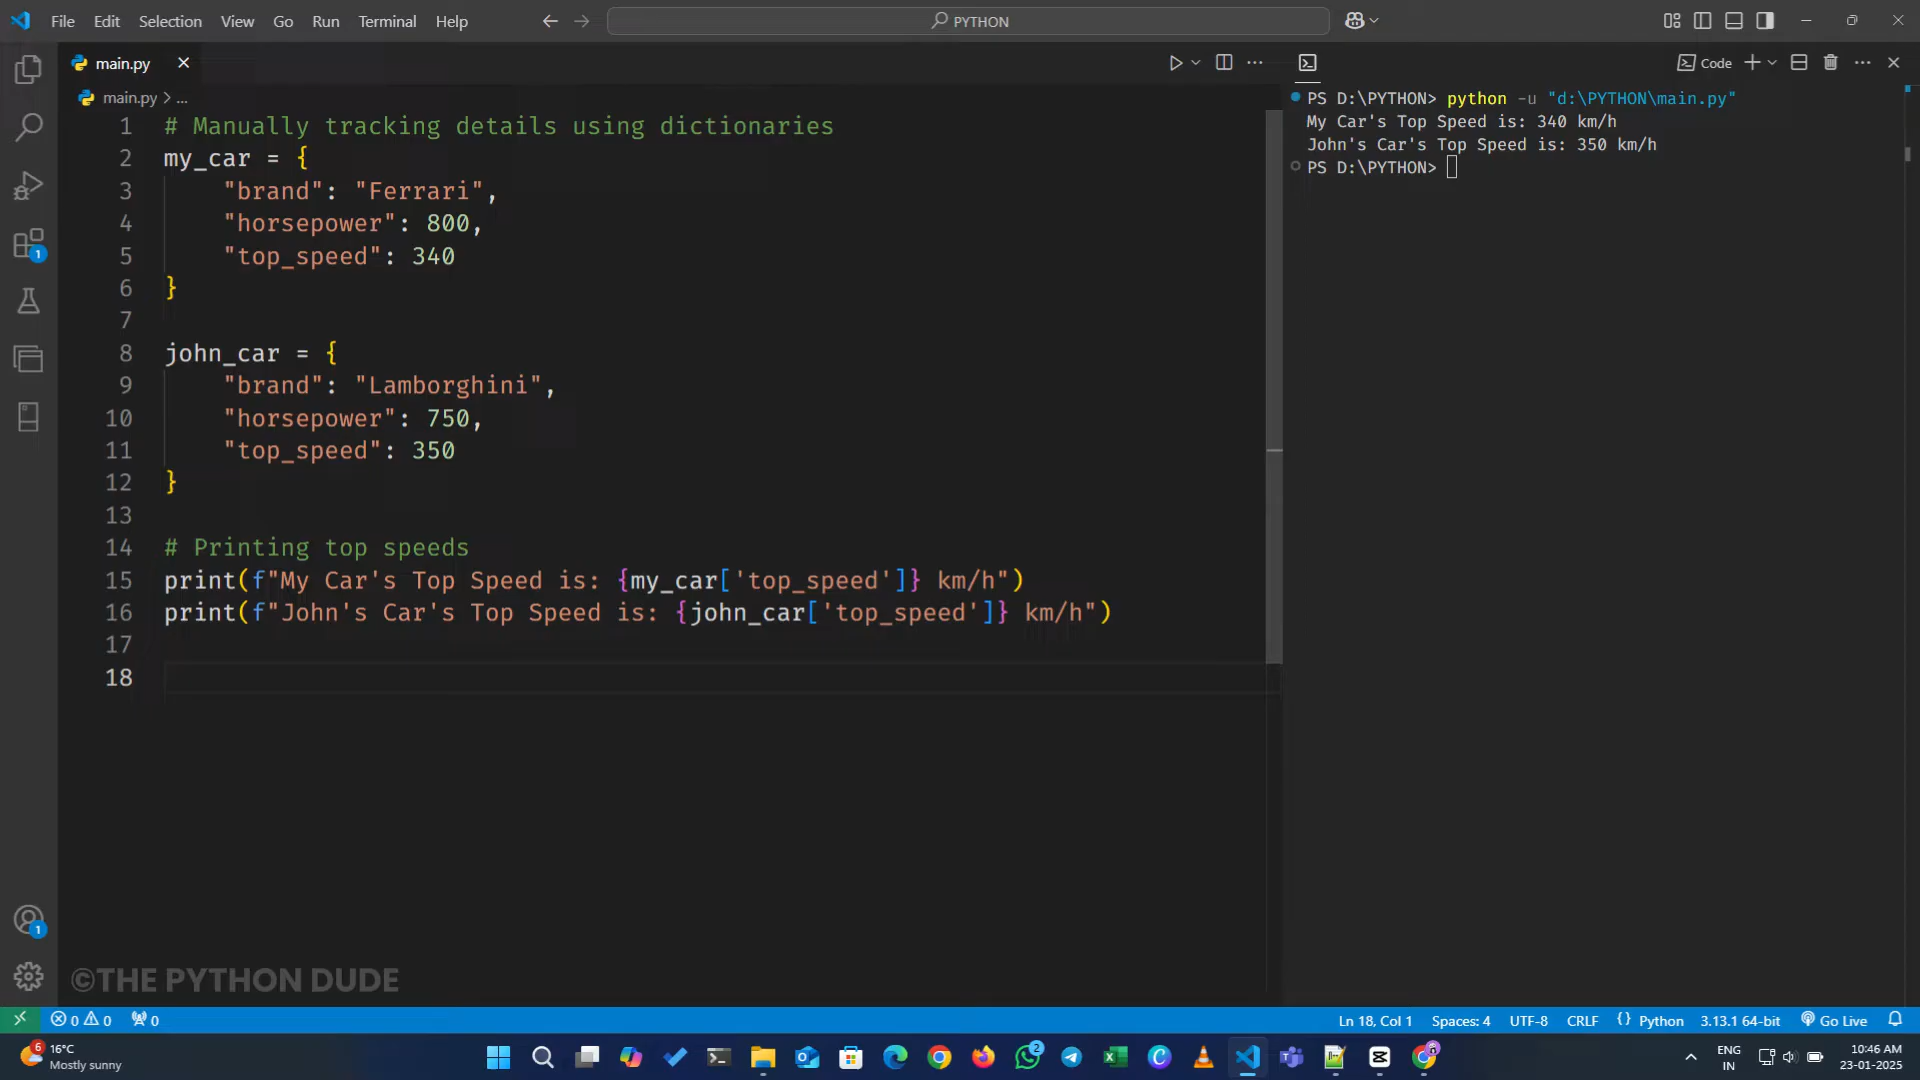 File Edit Selection View Go Run Terminal Help
PYTHON
main.py
Code
main.py > ...
1 # Manually tracking details using dictionaries
2 my_car = {
3     "brand": "Ferrari",
4     "horsepower": 800,
5     "top_speed": 340
6 }
7
8 john_car = {
9     "brand": "Lamborghini",
10     "horsepower": 750,
11     "top_speed": 350
12 }
13
14 # Printing top speeds
15 print(f"My Car's Top Speed is: {my_car['top_speed']} km/h")
16 print(f"John's Car's Top Speed is: {john_car['top_speed']} km/h")
17
18
PS D:\PYTHON> python -u "d:\PYTHON\main.py"
My Car's Top Speed is: 340 km/h
John's Car's Top Speed is: 350 km/h
PS D:\PYTHON>
1
1
©THE PYTHON DUDE
0 0 0
Ln 18, Col 1 Spaces: 4 UTF-8 CRLF {} Python 3.13.1 64-bit Go Live
6
16°C
Mostly sunny
2
ENG
IN
10:46 AM
23-01-2025